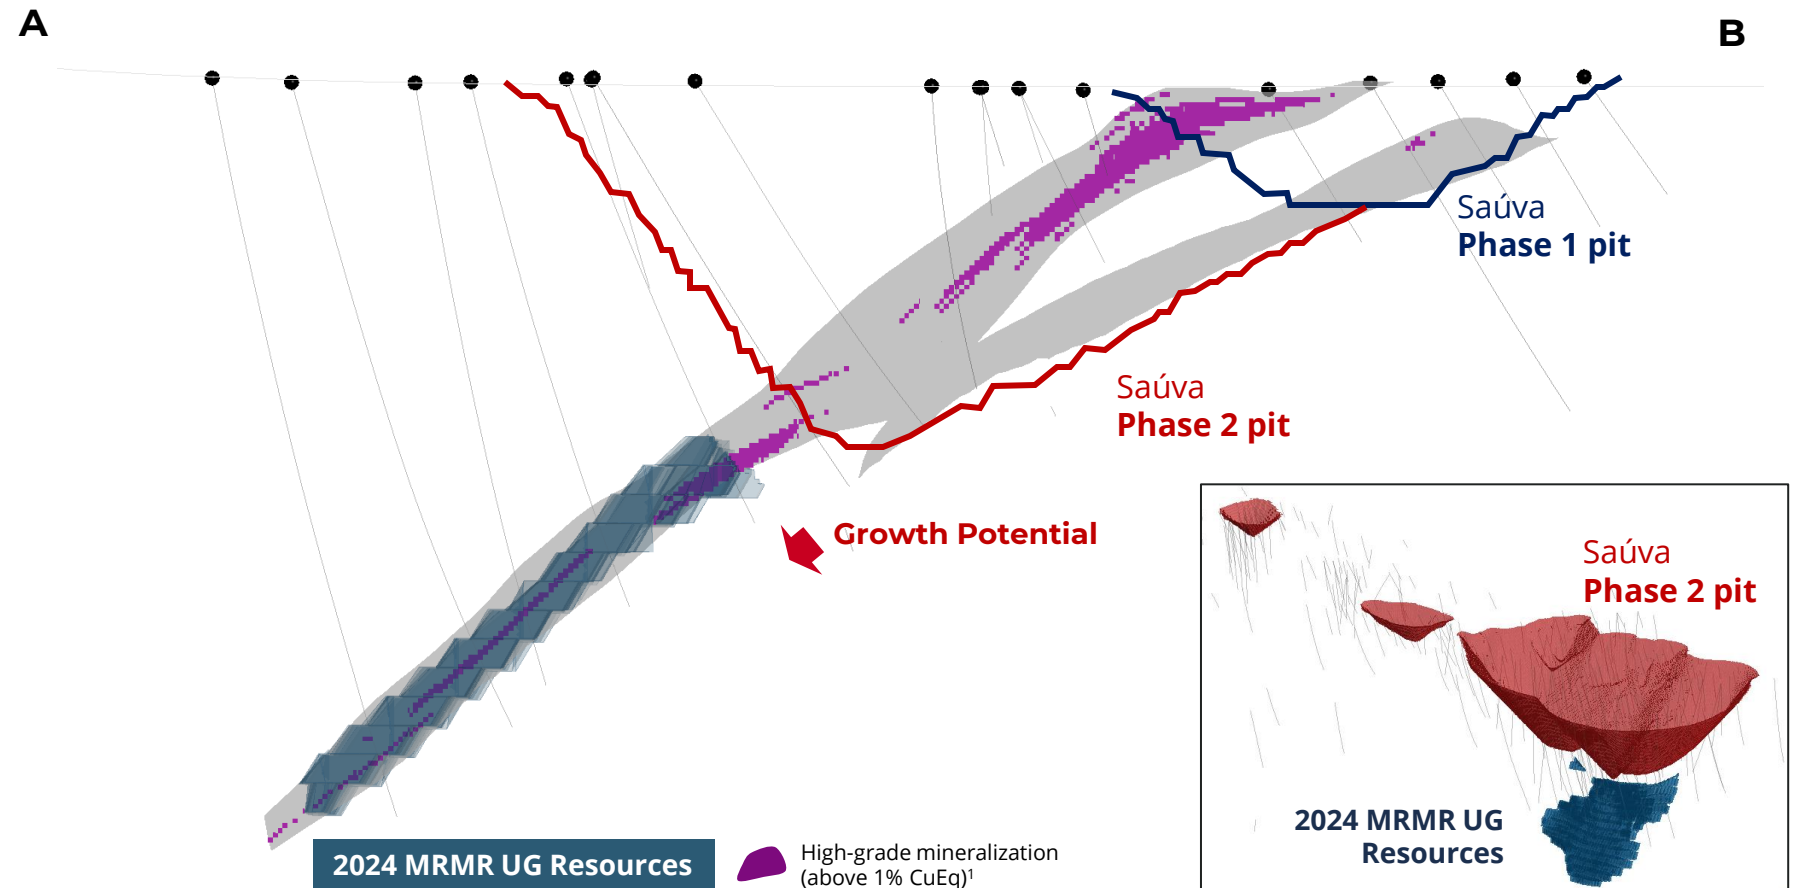 A
B
Saúva
Phase 1 pit
Saúva
Phase 2 pit
Growth Potential
Saúva
Phase 2 pit
2024 MRMR UG
Resources
2024 MRMR UG Resources
High-grade mineralization
(above 1% CuEq)¹